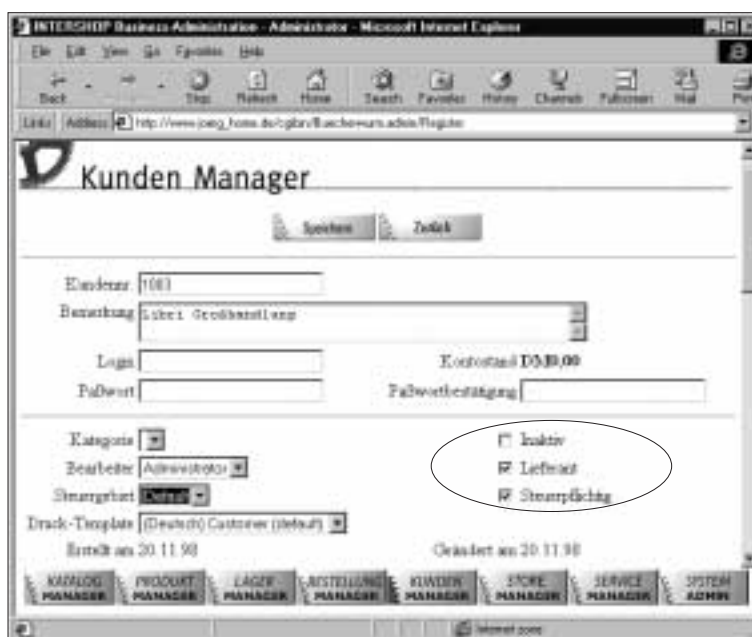 INTERSHOP Business Administration - Administrator - Microsoft Internet Explorer
File Edit View Go Favorites Help
Back Stop Refresh Home Search Favorites History Channels Fullscreen Mail
Links Address
Kunden Manager
Speichern Zurück
Kundennr. 1003
Bemerkung Libri Großhandlung
Login Kontostand DM0,00
Paßwort Paßwortbestätigung
Kategorie Inaktiv
Bearbeiter Administrator Lieferant
Steuergebiet Default Steuerpflichtig
Druck-Template (Deutsch) Customer (default)
Erstellt am 20.11.98 Geändert am 20.11.98
KATALOG MANAGER PRODUKT MANAGER LAGER MANAGER BESTELLUNG MANAGER KUNDEN MANAGER STORE MANAGER SERVICE MANAGER SYSTEM ADMIN
Internet zone